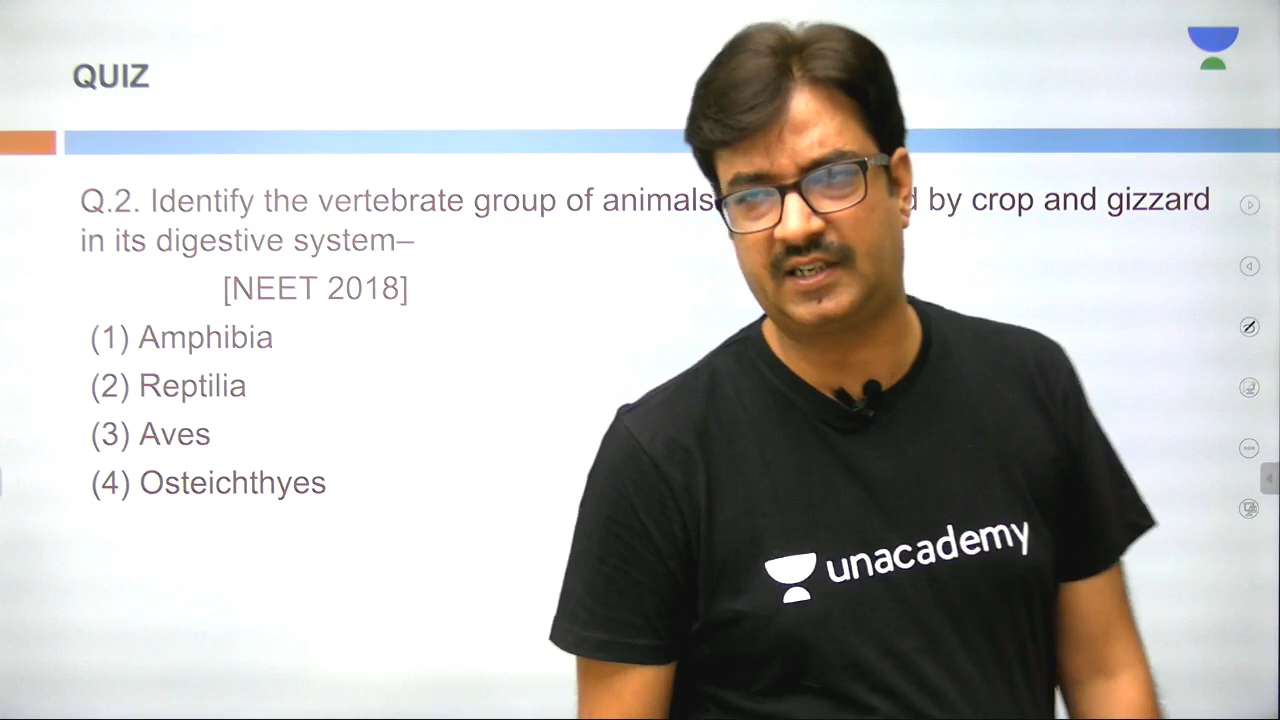 QUIZ
Q.2. Identify the vertebrate group of animals by crop and gizzard
in its digestive system–
[NEET 2018]
(1) Amphibia
(2) Reptilia
(3) Aves
(4) Osteichthyes
unacademy